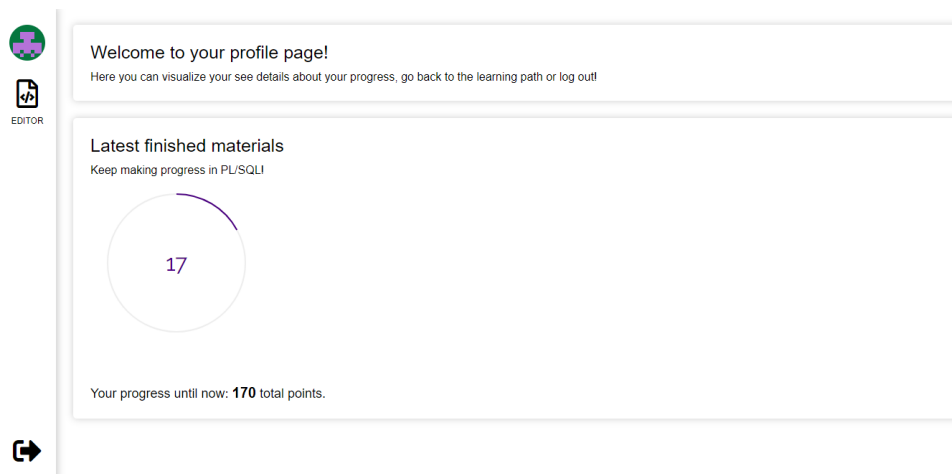 Welcome to your profile page!
Here you can visualize your see details about your progress, go back to the learning path or log out!
EDITOR
Latest finished materials
Keep making progress in PL/SQL!
17
Your progress until now: 170 total points.